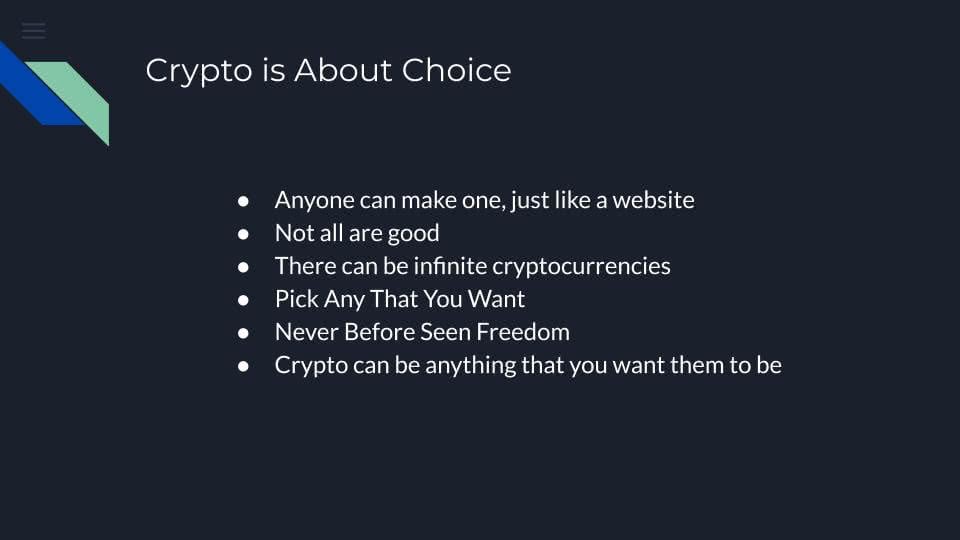 Crypto is About Choice
● Anyone can make one, just like a website
● Not all are good
● There can be infinite cryptocurrencies
● Pick Any That You Want
● Never Before Seen Freedom
● Crypto can be anything that you want them to be